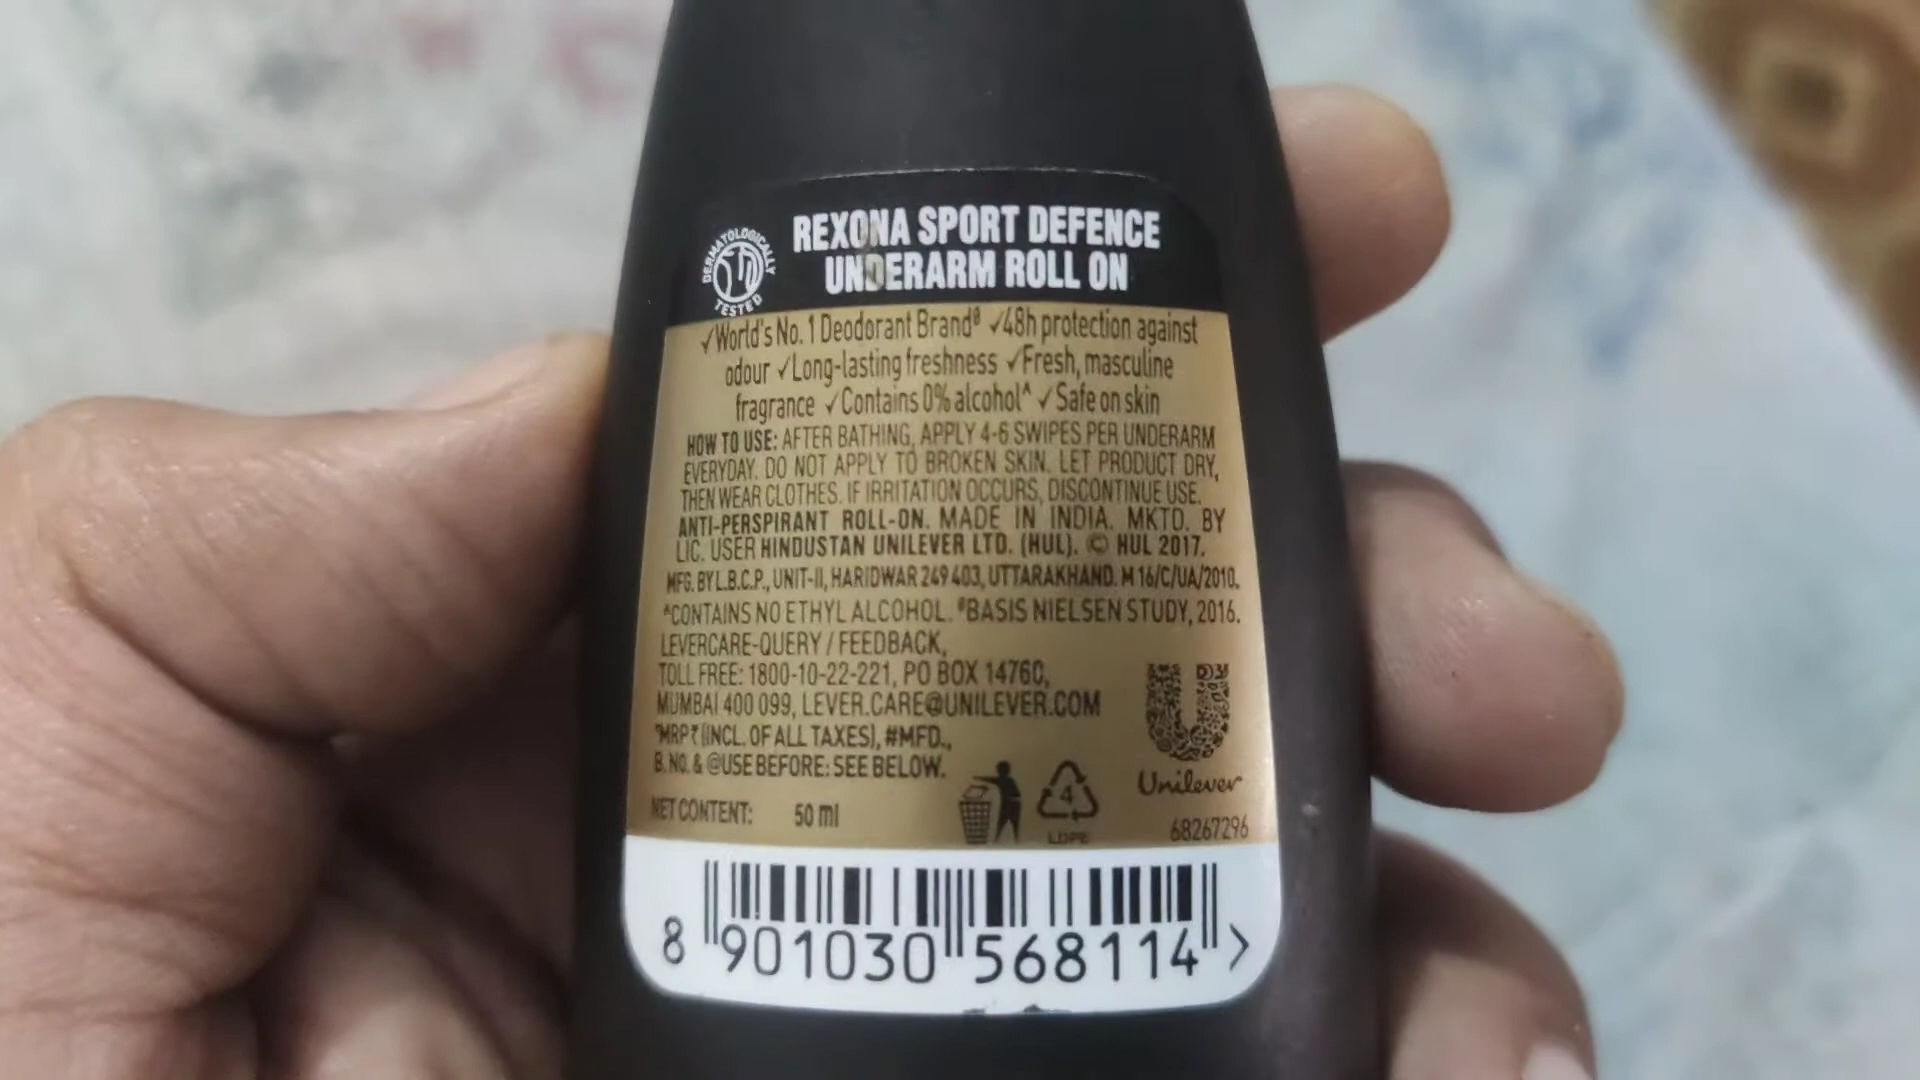 DERMATOLOGICALLY TESTED
REXONA SPORT DEFENCE
UNDERARM ROLL ON
✓World's No. 1 Deodorant Brand ✓48h protection against
odour ✓Long-lasting freshness ✓Fresh, masculine
fragrance ✓Contains 0% alcohol^ ✓Safe on skin
HOW TO USE: AFTER BATHING, APPLY 4-6 SWIPES PER UNDERARM
EVERYDAY. DO NOT APPLY TO BROKEN SKIN. LET PRODUCT DRY,
THEN WEAR CLOTHES. IF IRRITATION OCCURS, DISCONTINUE USE.
ANTI-PERSPIRANT ROLL-ON. MADE IN INDIA. MKTD. BY
LIC. USER HINDUSTAN UNILEVER LTD. (HUL). © HUL 2017.
MFG. BY L.B.C.P., UNIT-II, HARIDWAR 249 403, UTTARAKHAND. M 16/C/UA/2010.
^CONTAINS NO ETHYL ALCOHOL. BASIS NIELSEN STUDY, 2016.
LEVERCARE-QUERY / FEEDBACK,
TOLL FREE: 1800-10-22-221, PO BOX 14760,
MUMBAI 400 099, LEVER.CARE@UNILEVER.COM
*MRP ₹ (INCL. OF ALL TAXES), #MFD.,
B. NO. & @USE BEFORE: SEE BELOW.
NET CONTENT: 50 ml
4
LDPE
Unilever
68267296
8 901030 568114 >